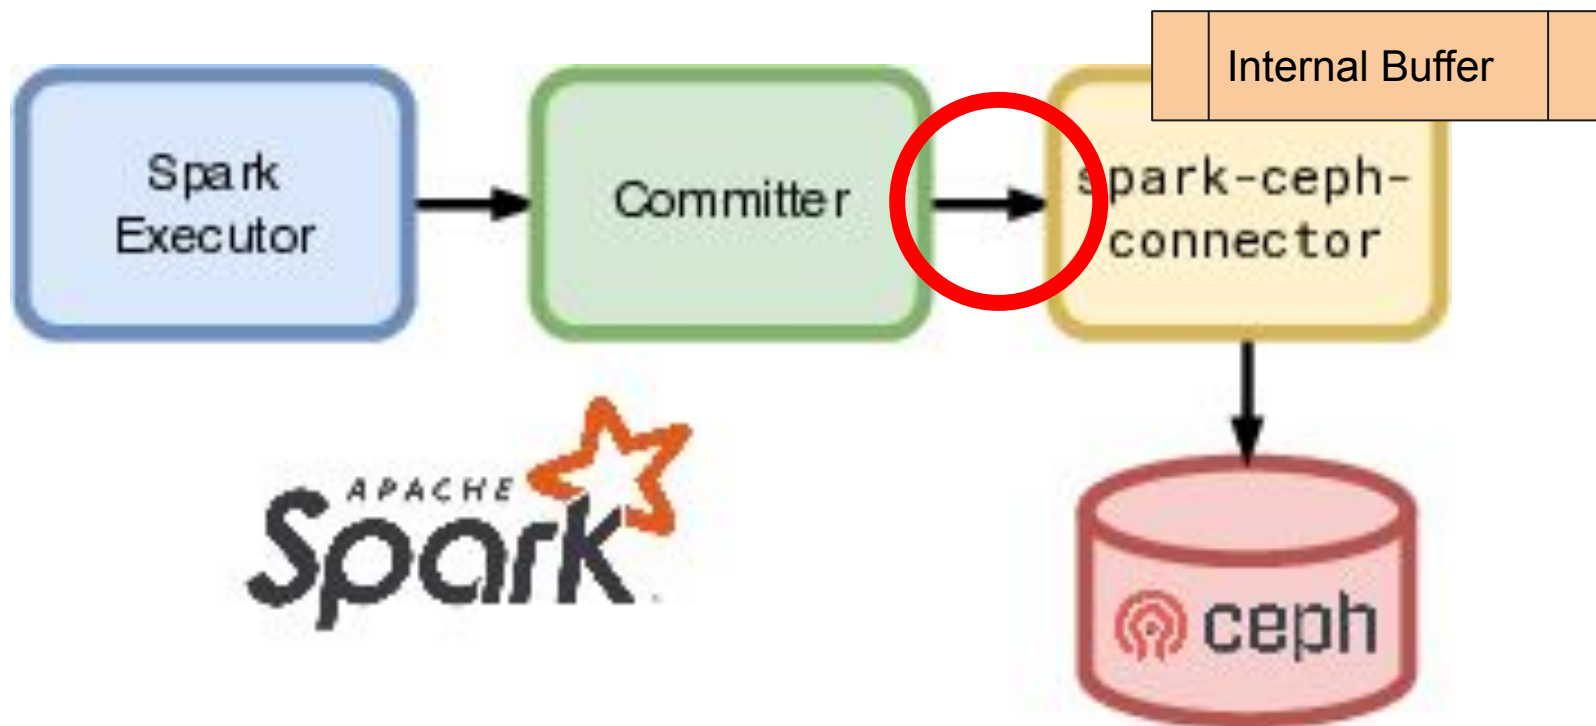 Internal Buffer
Spark
Executor
Committer
spark-ceph-
connector
APACHE
Spark
ceph